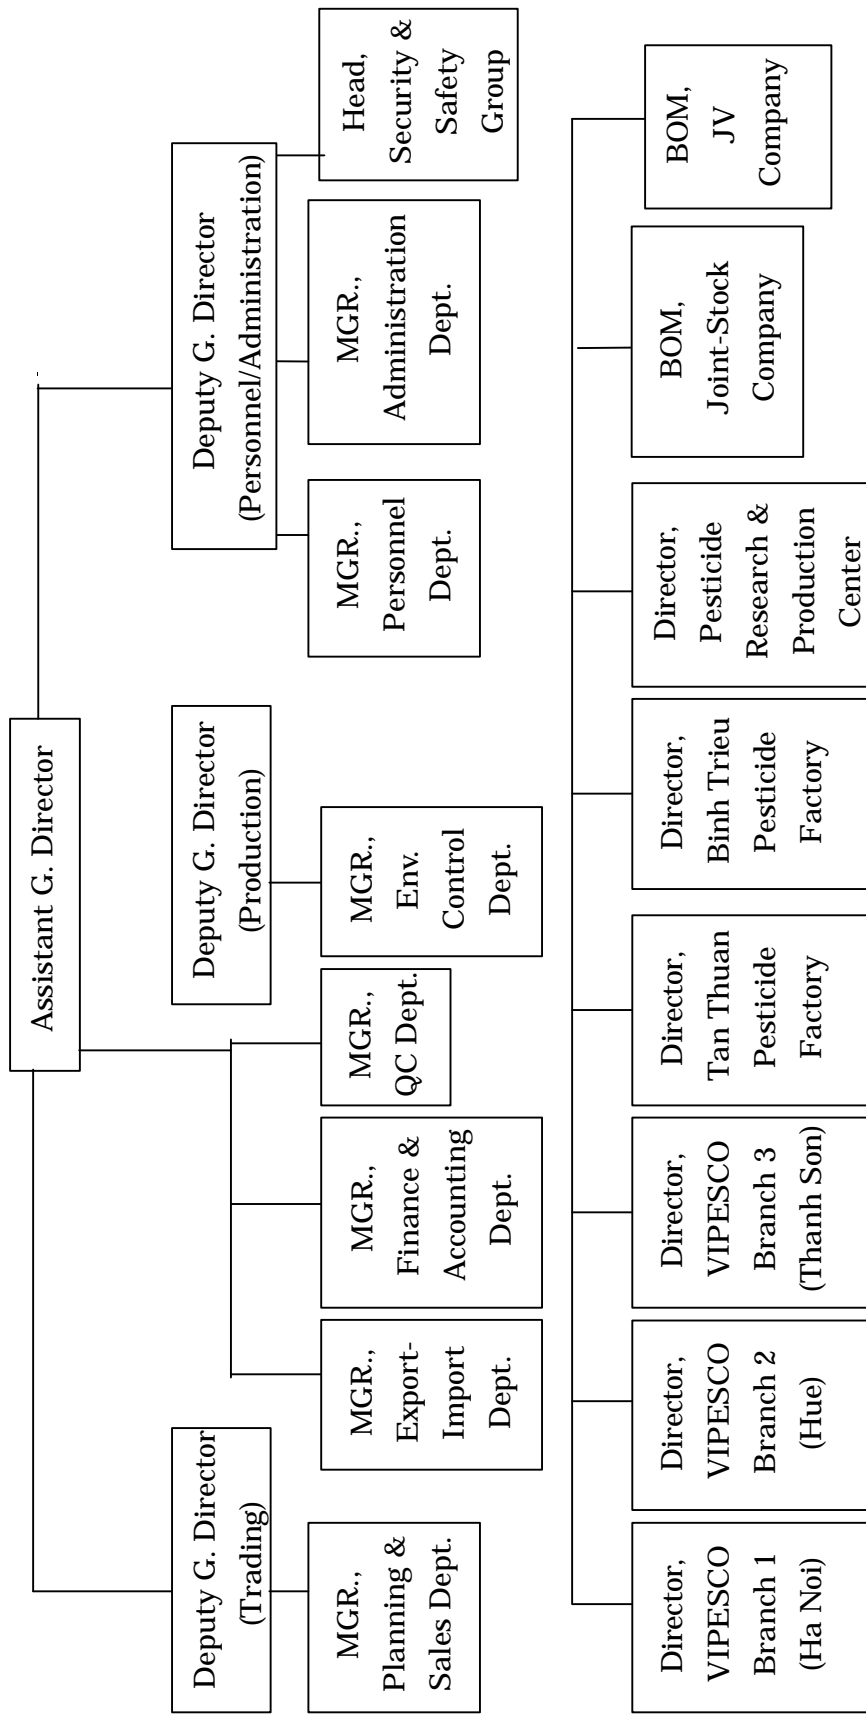 Assistant G. Director
Deputy G. Director
(Trading)
Deputy G. Director
(Production)
Deputy G. Director
(Personnel/Administration)
MGR.,
Planning &
Sales Dept.
MGR.,
Export-
Import
Dept.
MGR.,
Finance &
Accounting
Dept.
MGR.,
QC Dept.
MGR.,
Env.
Control
Dept.
MGR.,
Personnel
Dept.
MGR.,
Administration
Dept.
Head,
Security &
Safety
Group
Director,
VIPESCO
Branch 1
(Ha Noi)
Director,
VIPESCO
Branch 2
(Hue)
Director,
VIPESCO
Branch 3
(Thanh Son)
Director,
Tan Thuan
Pesticide
Factory
Director,
Binh Trieu
Pesticide
Factory
Director,
Pesticide
Research &
Production
Center
BOM,
Joint-Stock
Company
BOM,
JV
Company